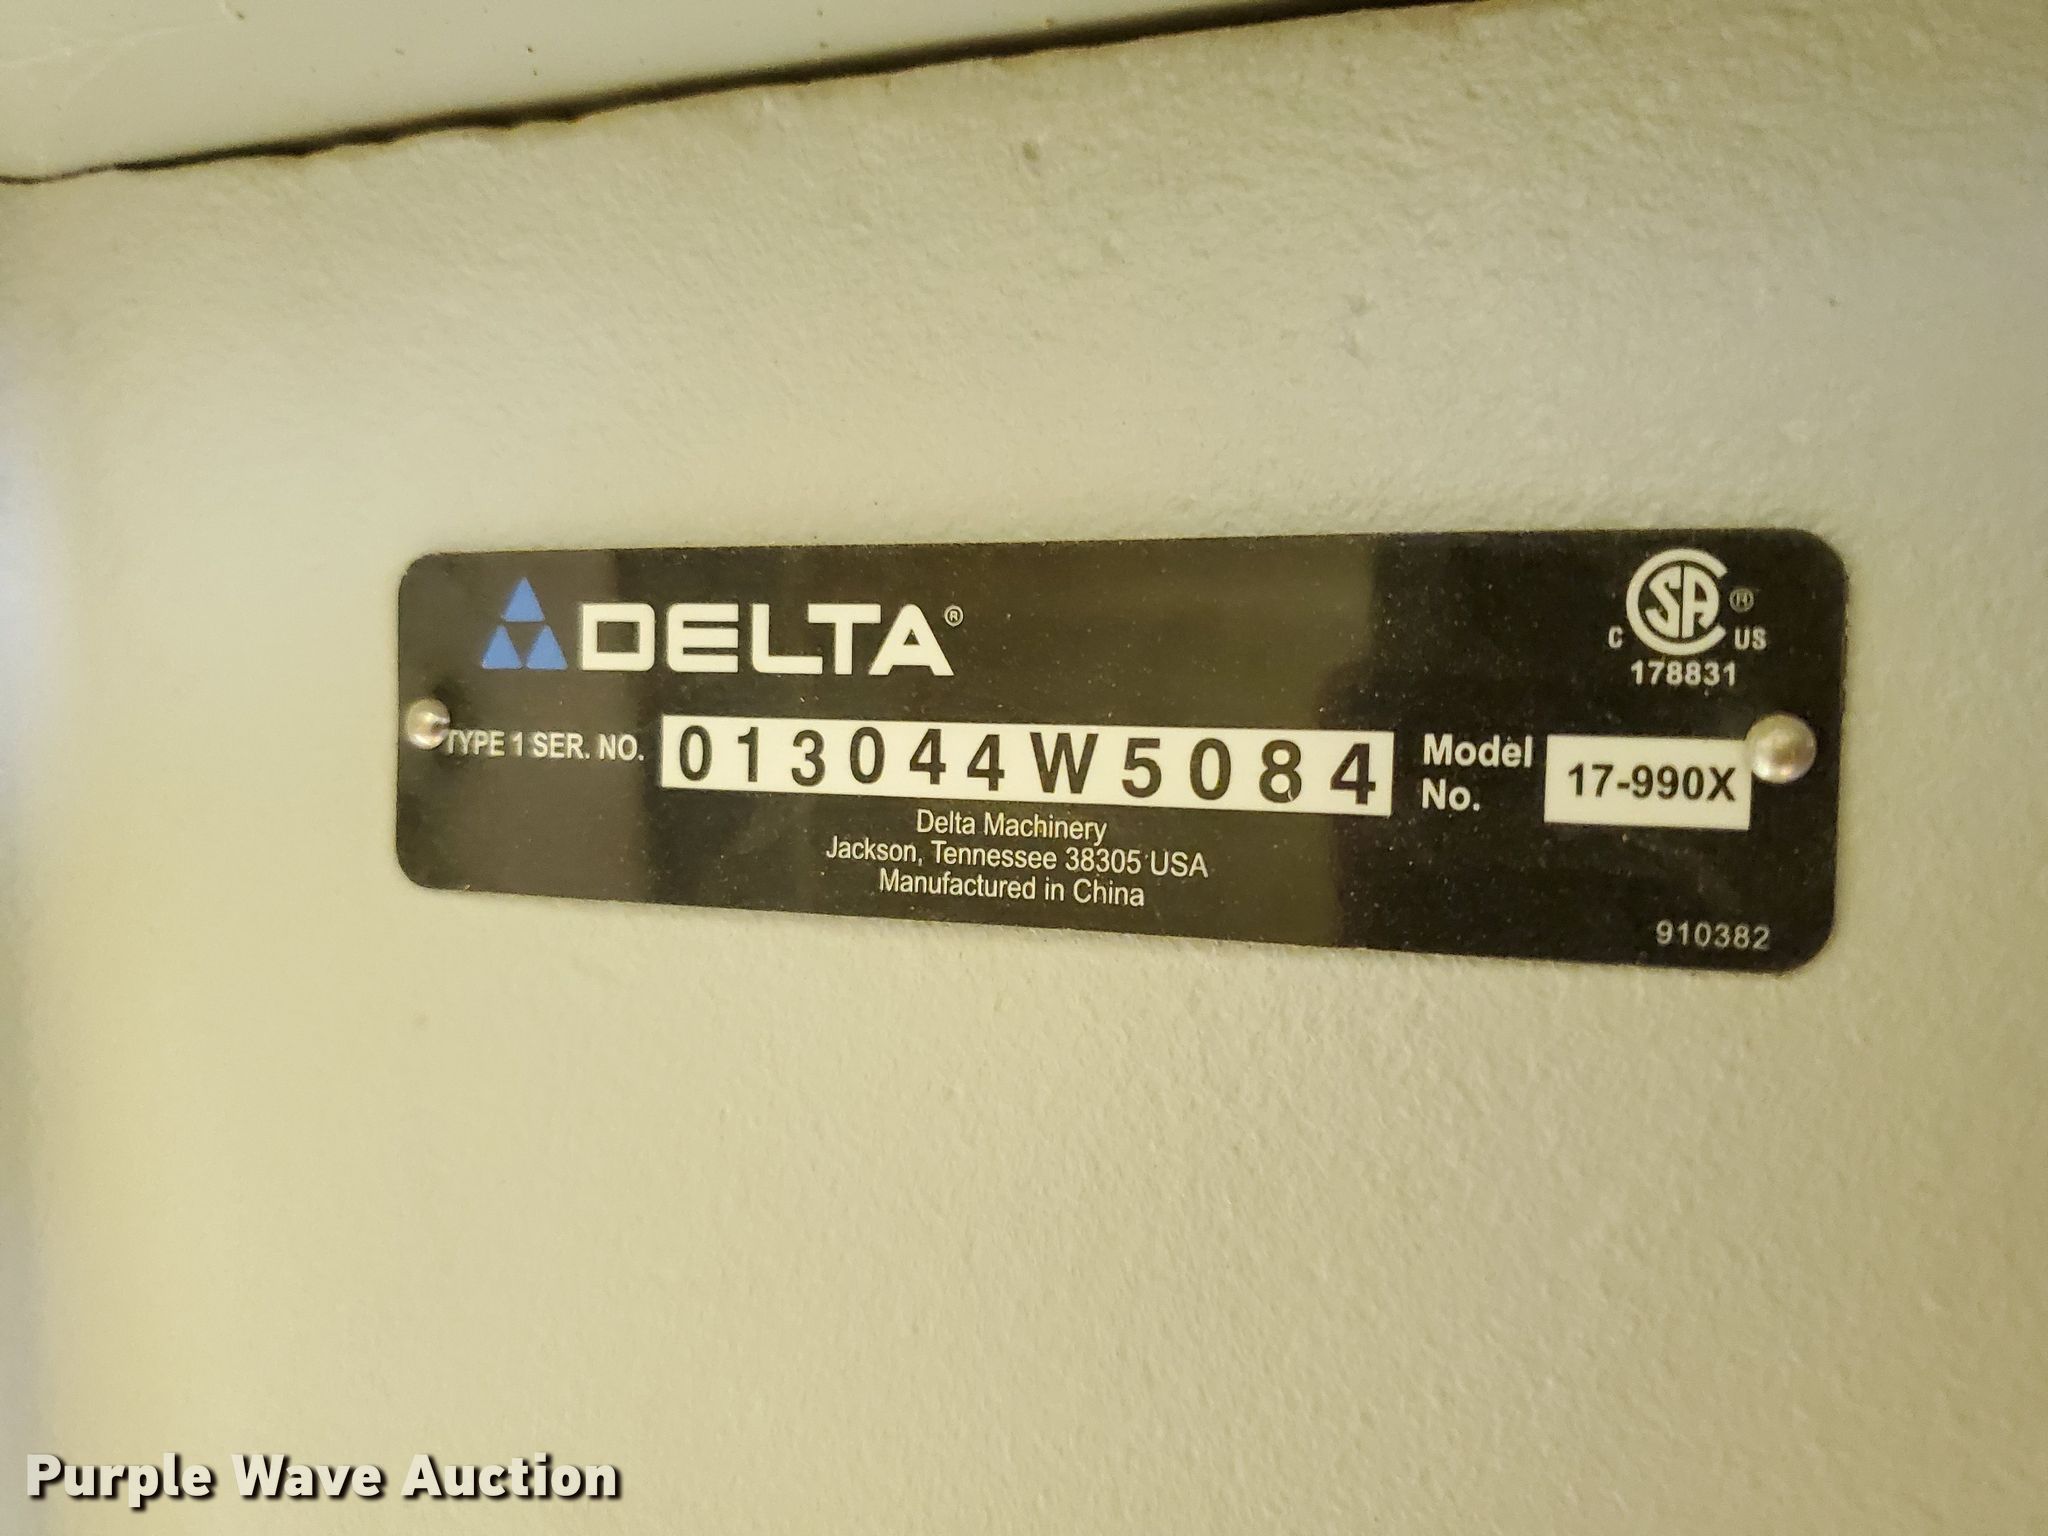 DELTA®
CSA ®
C US
178831
TYPE 1 SER. NO. 013044W5084 Model No. 17-990X
Delta Machinery
Jackson, Tennessee 38305 USA
Manufactured in China
910382
Purple Wave Auction